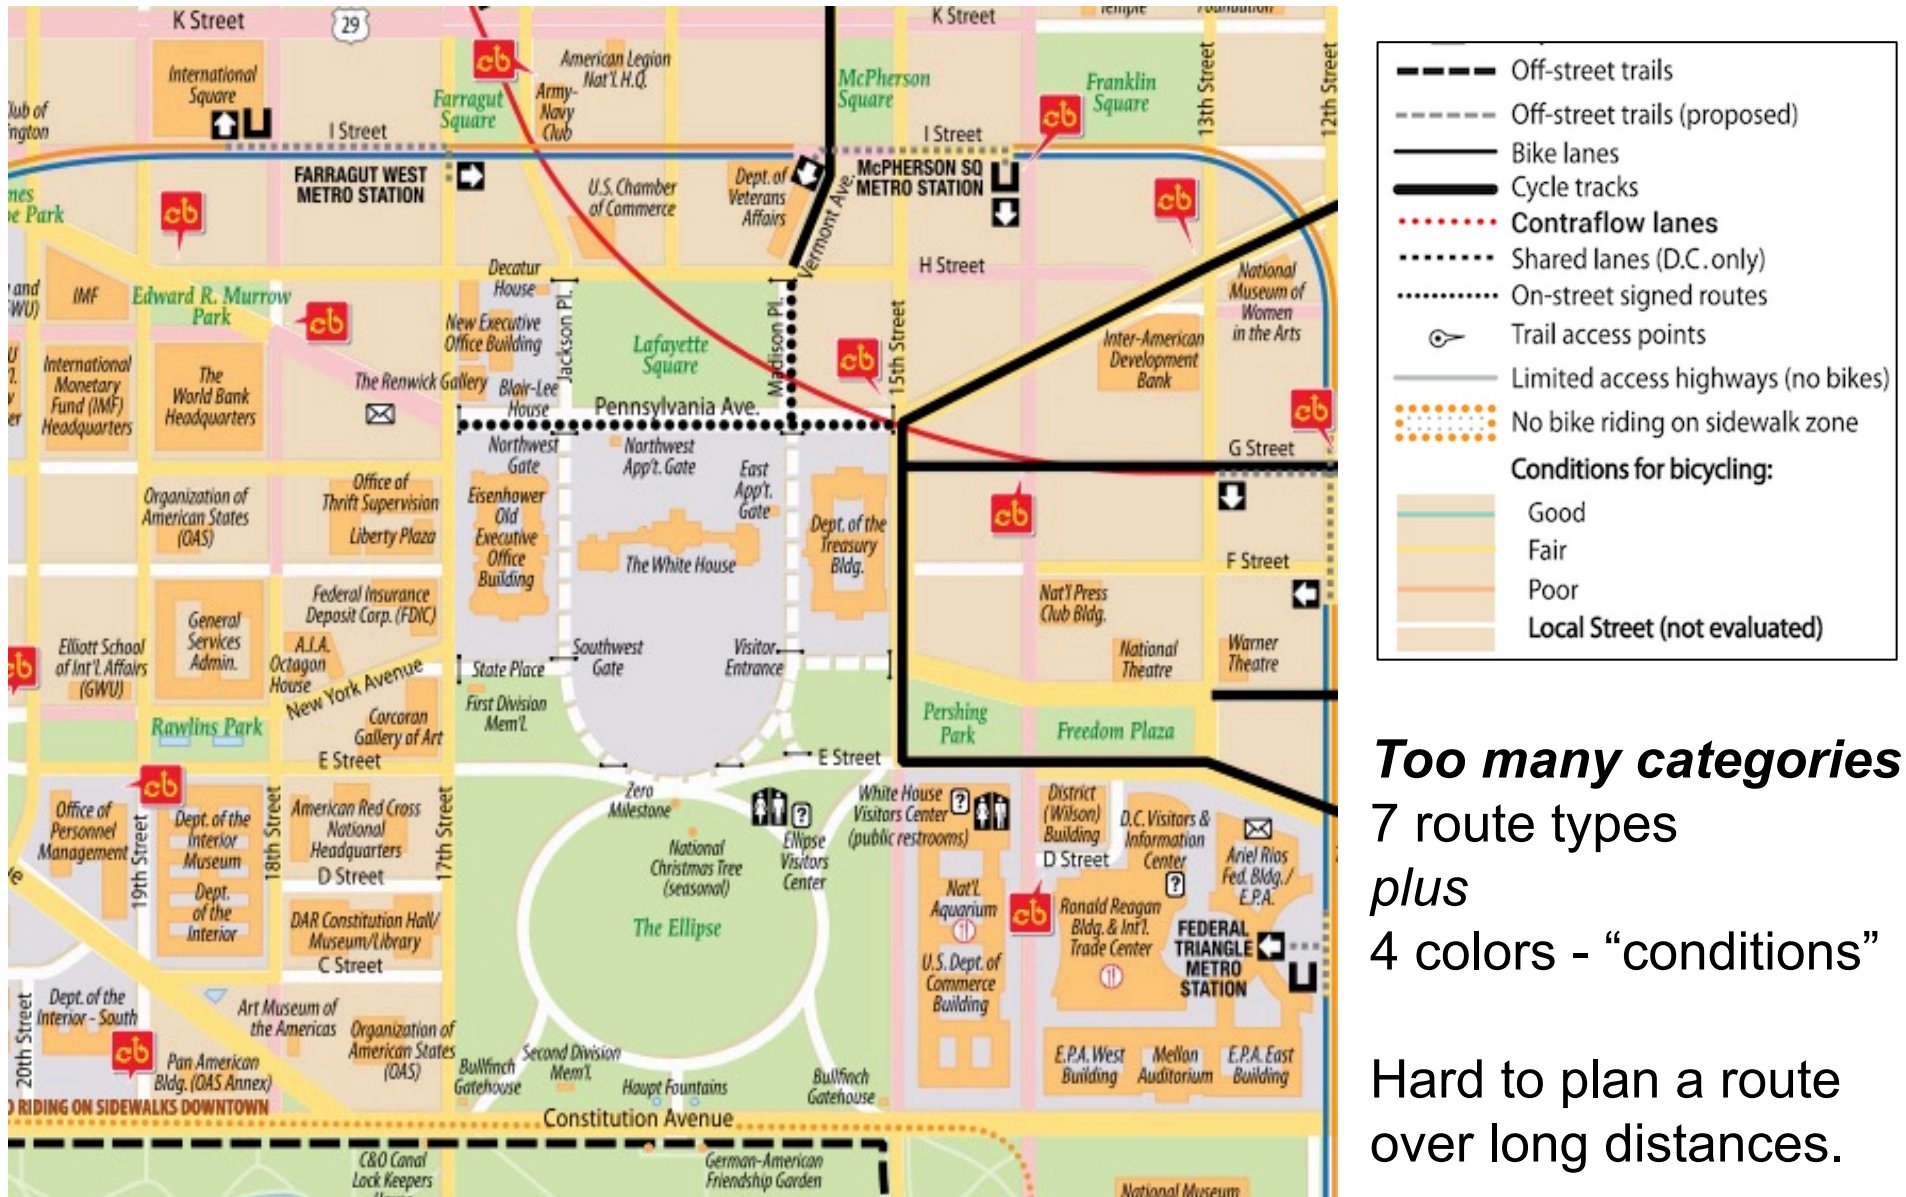 K Street
29
K Street
Temple
Foundation
International
Square
American Legion
Nat'l. H.Q.
Farragut
Square
Army-
Navy
Club
McPherson
Square
Franklin
Square
13th Street
12th Street
I Street
I Street
FARRAGUT WEST
METRO STATION
U.S. Chamber
of Commerce
Dept. of
Veterans
Affairs
McPHERSON SQ
METRO STATION
Vermont Ave.
H Street
Decatur
House
IMF
Edward R. Murrow
Park
New Executive
Office Building
Jackson Pl.
Lafayette
Square
Madison Pl.
15th Street
National
Museum of
Women
in the Arts
Inter-American
Development
Bank
International
Monetary
Fund (IMF)
Headquarters
The
World Bank
Headquarters
The Renwick Gallery
Blair-Lee
House
Pennsylvania Ave.
Northwest
Gate
Northwest
App't. Gate
East
App't.
Gate
G Street
Organization of
American States
(OAS)
Office of
Thrift Supervision
Liberty Plaza
Eisenhower
Old
Executive
Office
Building
The White House
Dept. of the
Treasury
Bldg.
F Street
Federal Insurance
Deposit Corp. (FDIC)
General
Services
Admin.
A.I.A.
Octagon
House
Elliott School
of Int'l. Affairs
(GWU)
New York Avenue
State Place
Southwest
Gate
Visitor
Entrance
Nat'l Press
Club Bldg.
National
Theatre
Warner
Theatre
First Division
Mem'l.
Rawlins Park
Corcoran
Gallery of Art
Pershing
Park
Freedom Plaza
E Street
E Street
Zero
Milestone
Office of
Personnel
Management
19th Street
Dept. of the
Interior
Museum
Dept.
of the
Interior
18th Street
American Red Cross
National
Headquarters
D Street
17th Street
National
Christmas Tree
(seasonal)
Ellipse
Visitors
Center
White House
Visitors Center
(public restrooms)
District
(Wilson)
Building
D Street
D.C. Visitors &
Information
Center
Ariel Rios
Fed. Bldg./
E.P.A.
DAR Constitution Hall/
Museum/Library
C Street
The Ellipse
Nat'l.
Aquarium
U.S. Dept. of
Commerce
Building
Ronald Reagan
Bldg. & Int'l.
Trade Center
FEDERAL
TRIANGLE
METRO
STATION
20th Street
Dept. of the
Interior - South
Art Museum of
the Americas
Organization of
American States
(OAS)
Pan American
Bldg. (OAS Annex)
Bullfinch
Gatehouse
Second Division
Mem'l.
Haupt Fountains
Bullfinch
Gatehouse
E.P.A. West
Building
Mellon
Auditorium
E.P.A. East
Building
RIDING ON SIDEWALKS DOWNTOWN
Constitution Avenue
C&O Canal
Lock Keepers
German-American
Friendship Garden
National Museum
Off-street trails
Off-street trails (proposed)
Bike lanes
Cycle tracks
Contraflow lanes
Shared lanes (D.C. only)
On-street signed routes
Trail access points
Limited access highways (no bikes)
No bike riding on sidewalk zone
Conditions for bicycling:
Good
Fair
Poor
Local Street (not evaluated)
Too many categories
7 route types
plus
4 colors - “conditions”
Hard to plan a route
over long distances.